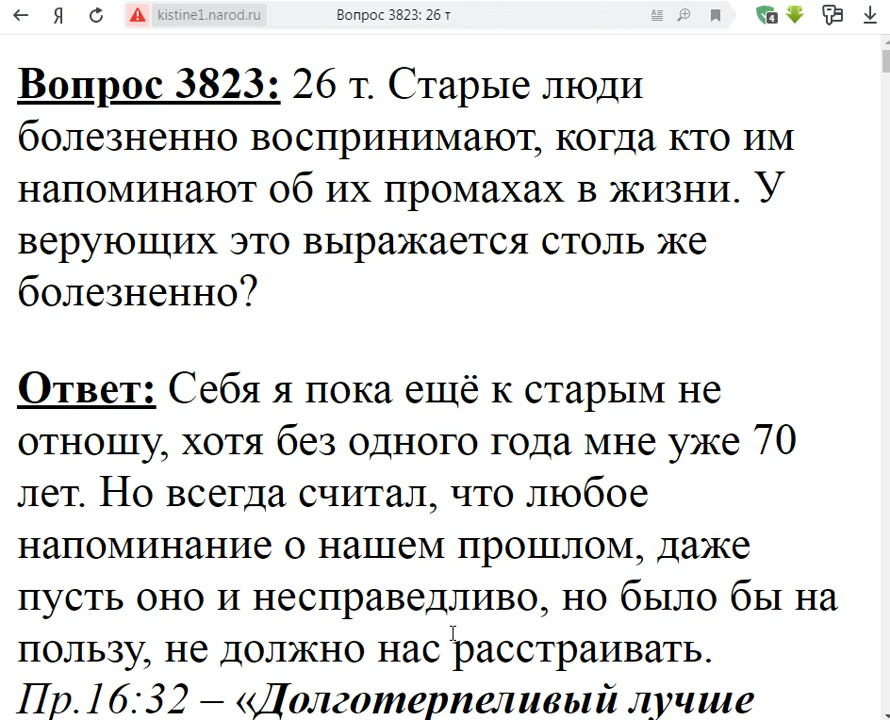 kistine1.narod.ru Вопрос 3823: 26 т
4
Вопрос 3823: 26 т. Старые люди
болезненно воспринимают, когда кто им
напоминают об их промахах в жизни. У
верующих это выражается столь же
болезненно?
Ответ: Себя я пока ещё к старым не
отношу, хотя без одного года мне уже 70
лет. Но всегда считал, что любое
напоминание о нашем прошлом, даже
пусть оно и несправедливо, но было бы на
пользу, не должно нас расстраивать.
Пр.16:32 – «Долготерпеливый лучше